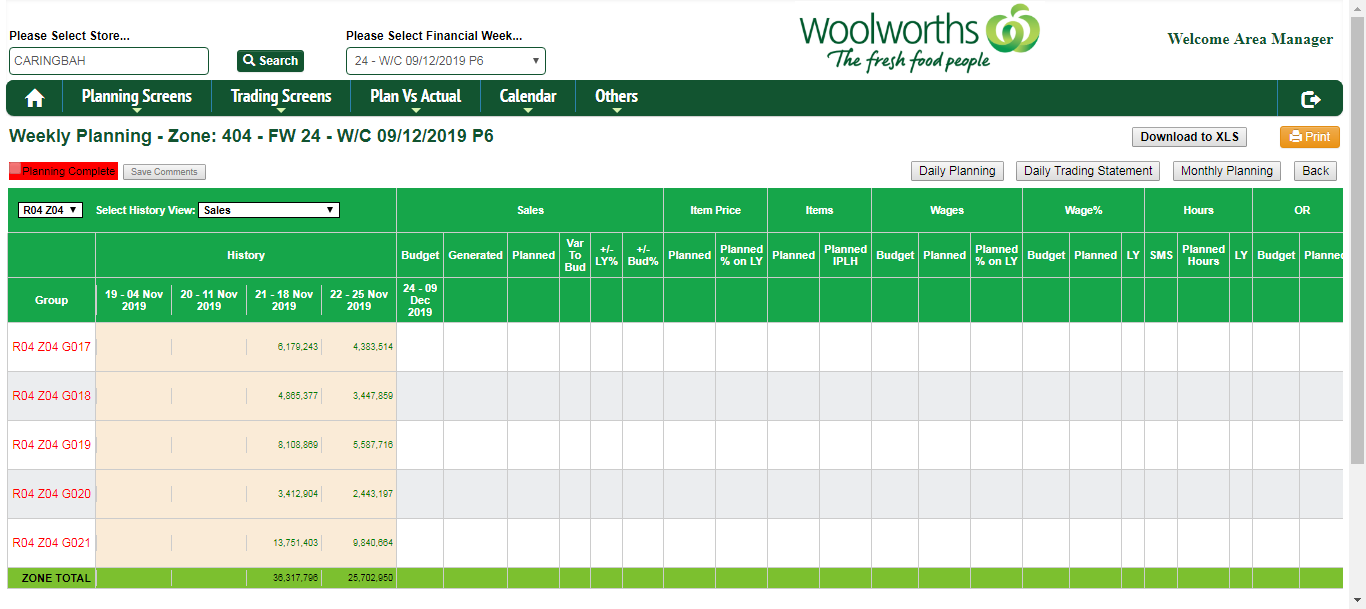 Please Select Store...
CARINGBAH
Search
Please Select Financial Week...
24 - W/C 09/12/2019 P6
Woolworths
The fresh food people
Welcome Area Manager
Planning Screens Trading Screens Plan Vs Actual Calendar Others
Weekly Planning - Zone: 404 - FW 24 - W/C 09/12/2019 P6
Download to XLS
Print
Planning Complete
Save Comments
Daily Planning
Daily Trading Statement
Monthly Planning
Back
R04 Z04 Select History View: Sales Sales Item Price Items Wages Wage% Hours OR
History Budget Generated Planned Var To Bud +/- LY% +/- Bud% Planned Planned % on LY Planned Planned IPLH Budget Planned Planned % on LY Budget Planned LY SMS Planned Hours LY Budget Planned
Group 19 - 04 Nov 2019 20 - 11 Nov 2019 21 - 18 Nov 2019 22 - 25 Nov 2019 24 - 09 Dec 2019
R04 Z04 G017 6,179,243 4,383,514
R04 Z04 G018 4,865,377 3,447,859
R04 Z04 G019 8,108,869 5,587,716
R04 Z04 G020 3,412,904 2,443,197
R04 Z04 G021 13,751,403 9,840,664
ZONE TOTAL 36,317,796 25,702,950